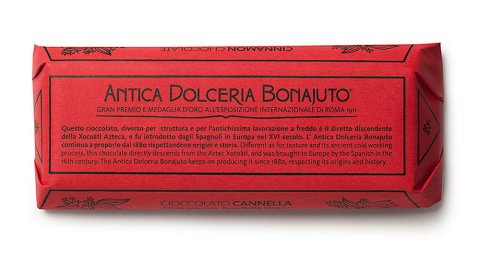 CINNAMON CHOCOLATE
ANTICA DOLCERIA BONAJUTO®
GRAN PREMIO E MEDAGLIA D'ORO ALL'ESPOSIZIONE INTERNAZIONALE DI ROMA 1911
Questo cioccolato, diverso per struttura e per l'antichissima lavorazione a freddo è il diretto discendente
della Xocoàtl Azteca, e fu introdotto dagli Spagnoli in Europa nel XVI secolo. L' Antica Dolceria Bonajuto
continua a proporlo dal 1880 rispettandone origini e storia. Different as for texture and its ancient cold working
process, this chocolate directly descends from the Aztec Xotoàtl, and was brought to Europe by the Spanish in the
16th century. The Antica Dolceria Bonajuto keeps on producing it since 1880, respecting its origins and history.
CIOCCOLATO CANNELLA